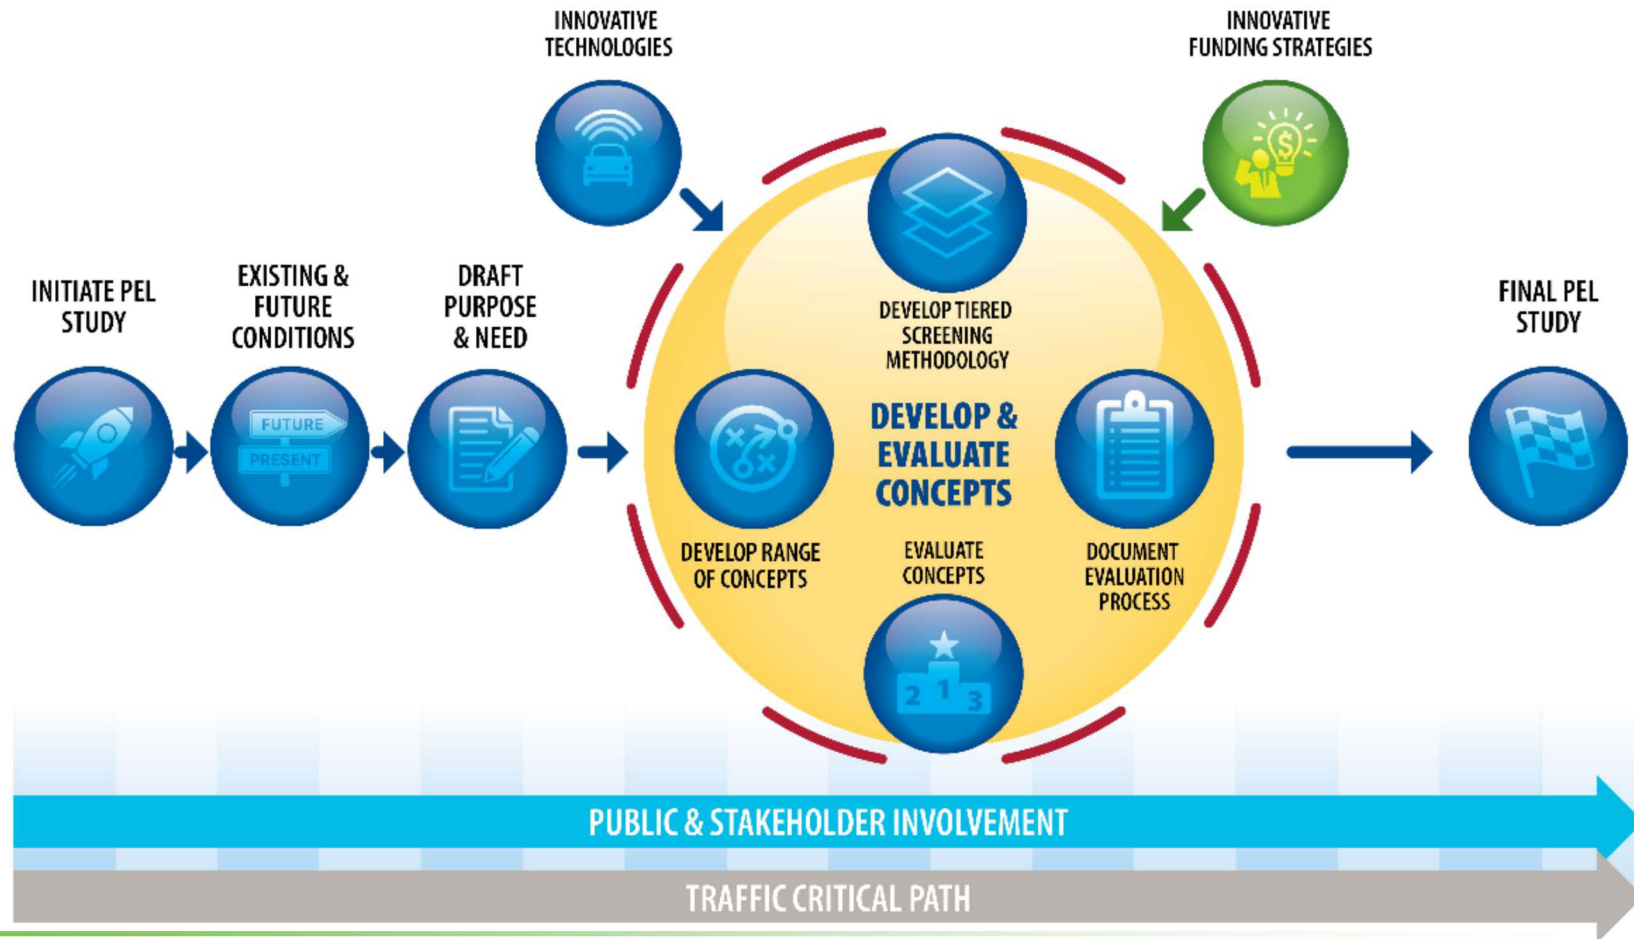 INNOVATIVE
TECHNOLOGIES
INNOVATIVE
FUNDING STRATEGIES
INITIATE PEL
STUDY
EXISTING &
FUTURE
CONDITIONS
DRAFT
PURPOSE
& NEED
FUTURE
PRESENT
DEVELOP TIERED
SCREENING
METHODOLOGY
DEVELOP &
EVALUATE
CONCEPTS
DEVELOP RANGE
OF CONCEPTS
EVALUATE
CONCEPTS
2 1 3
DOCUMENT
EVALUATION
PROCESS
$
FINAL PEL
STUDY
PUBLIC & STAKEHOLDER INVOLVEMENT
TRAFFIC CRITICAL PATH